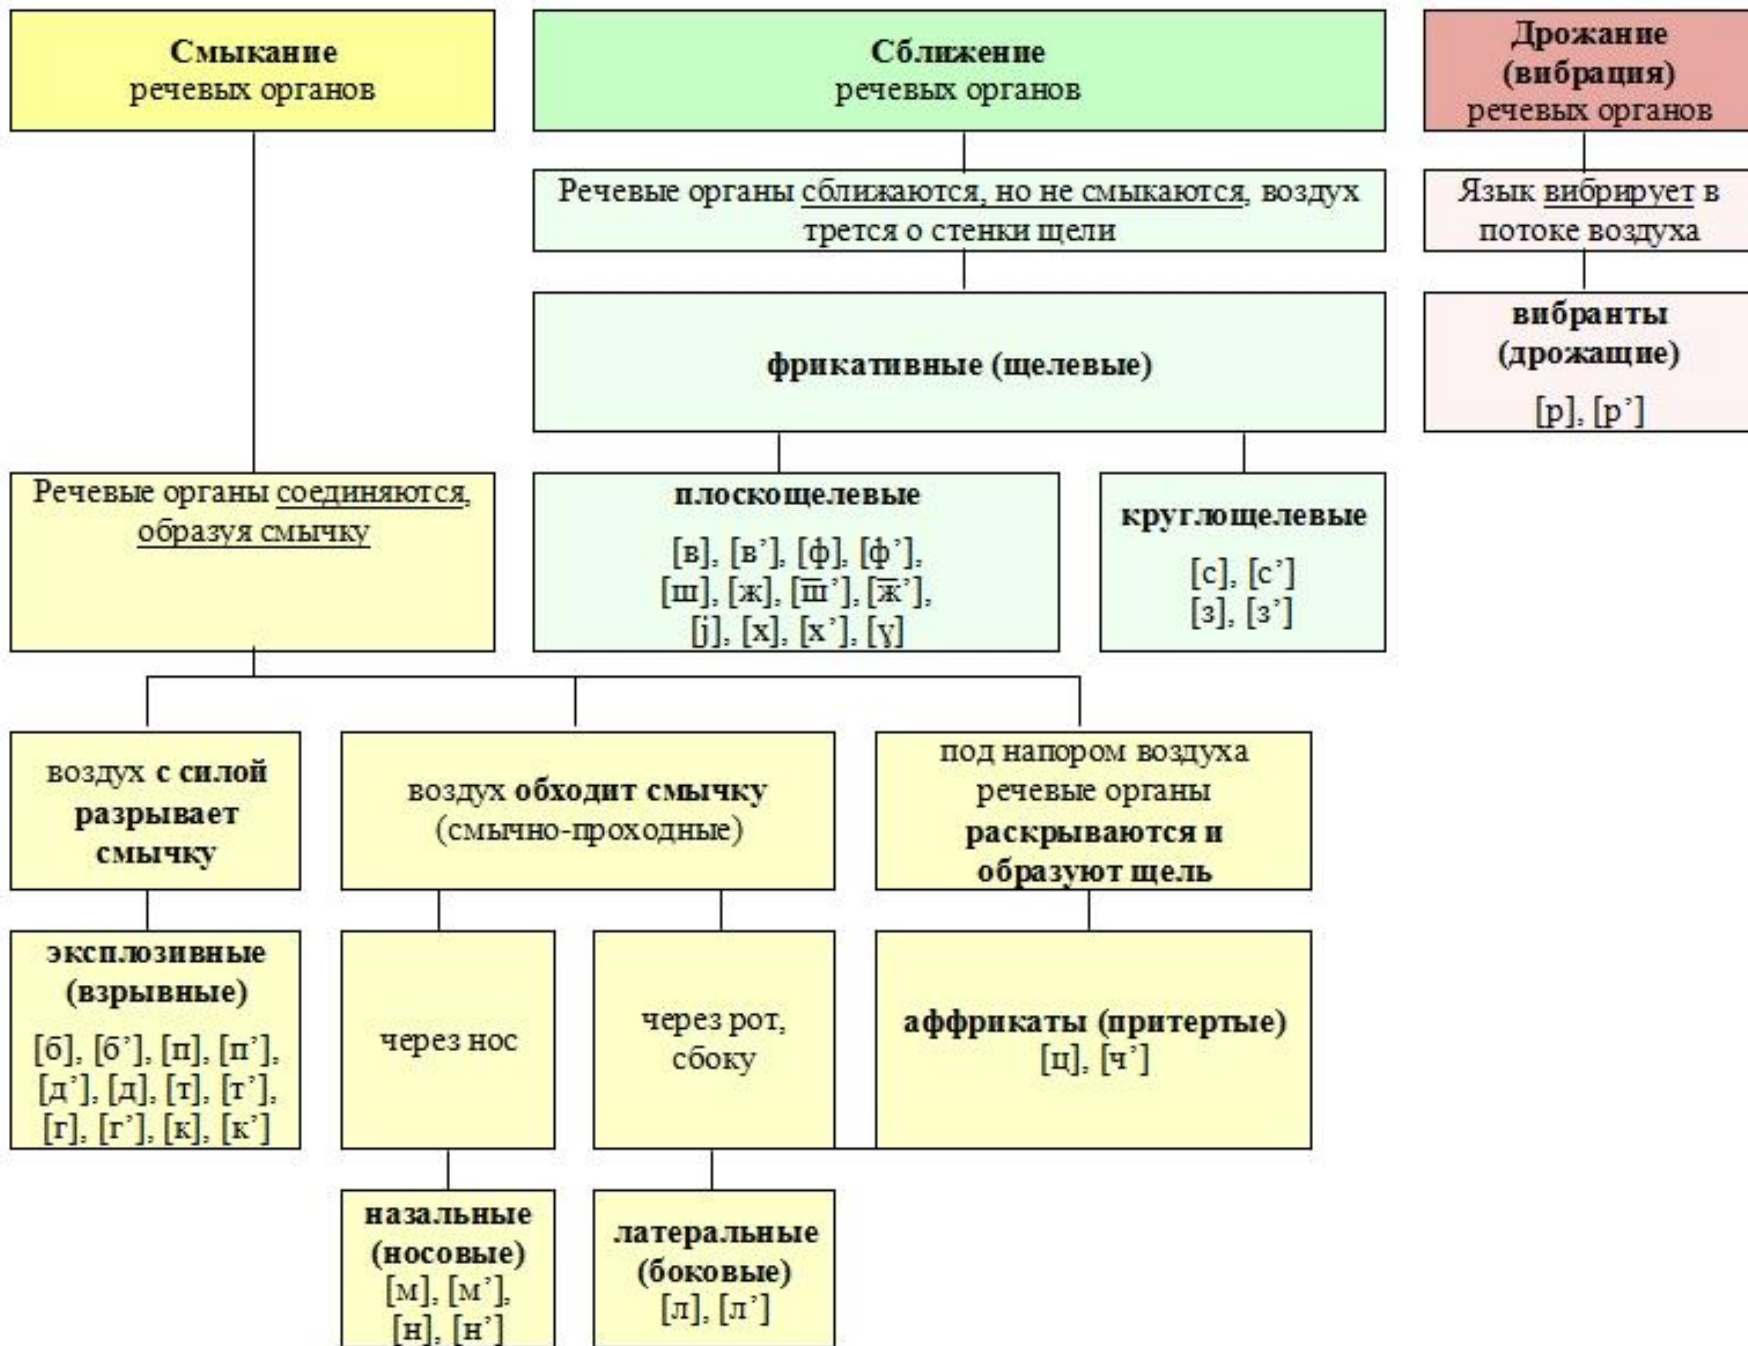 Смыкание
речевых органов
Сближение
речевых органов
Дрожание
(вибрация)
речевых органов
Речевые органы сближаются, но не смыкаются, воздух
трется о стенки щели
Язык вибрирует в
потоке воздуха
фрикативные (щелевые)
вибранты
(дрожащие)
[р], [р’]
Речевые органы соединяются,
образуя смычку
плоскощелевые
[в], [в’], [ф], [ф’],
[ш], [ж], [ш̅’], [ж̅’],
[j], [х], [х’], [γ]
круглощелевые
[с], [с’]
[з], [з’]
воздух с силой
разрывает
смычку
воздух обходит смычку
(смычно-проходные)
под напором воздуха
речевые органы
раскрываются и
образуют щель
эксплозивные
(взрывные)
[б], [б’], [п], [п’],
[д’], [д], [т], [т’],
[г], [г’], [к], [к’]
через нос
через рот,
сбоку
аффрикаты (притертые)
[ц], [ч’]
назальные
(носовые)
[м], [м’],
[н], [н’]
латеральные
(боковые)
[л], [л’]